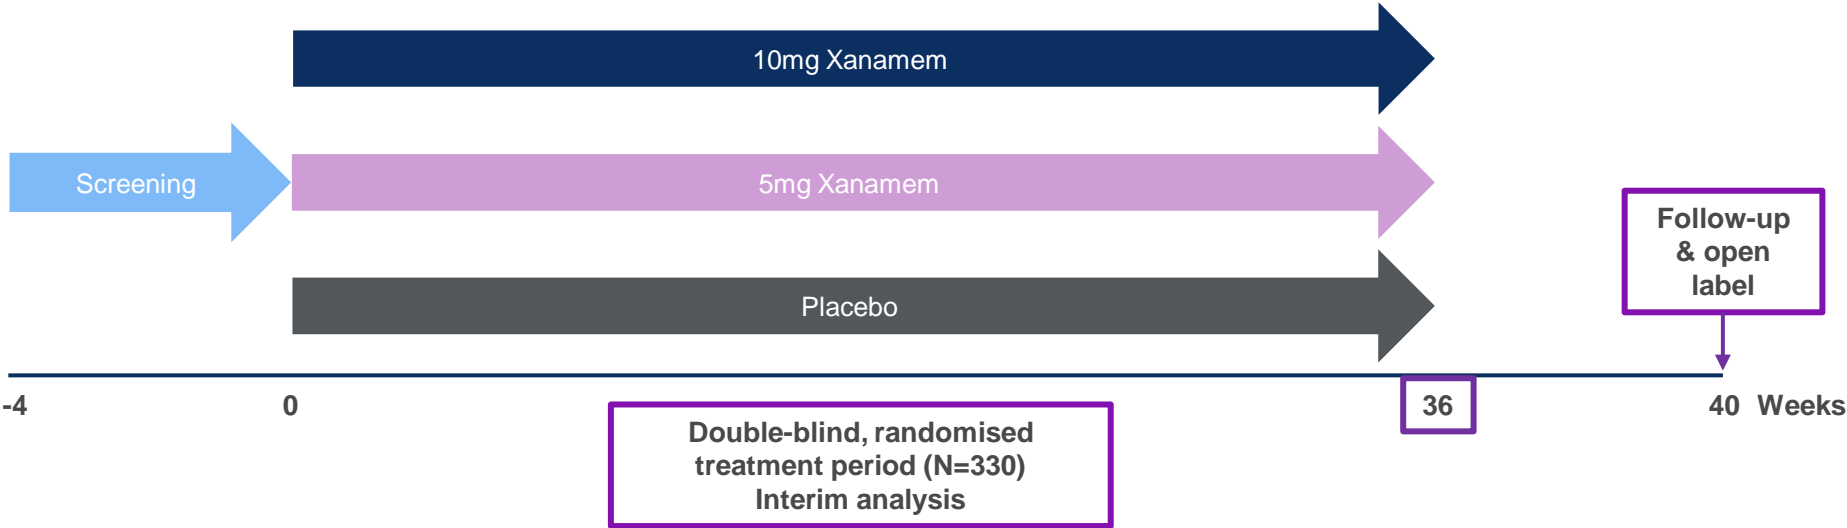 10mg Xanamem
Screening
5mg Xanamem
Placebo
Follow-up
& open
label
-4
0
36
40 Weeks
Double-blind, randomised
treatment period (N=330)
Interim analysis